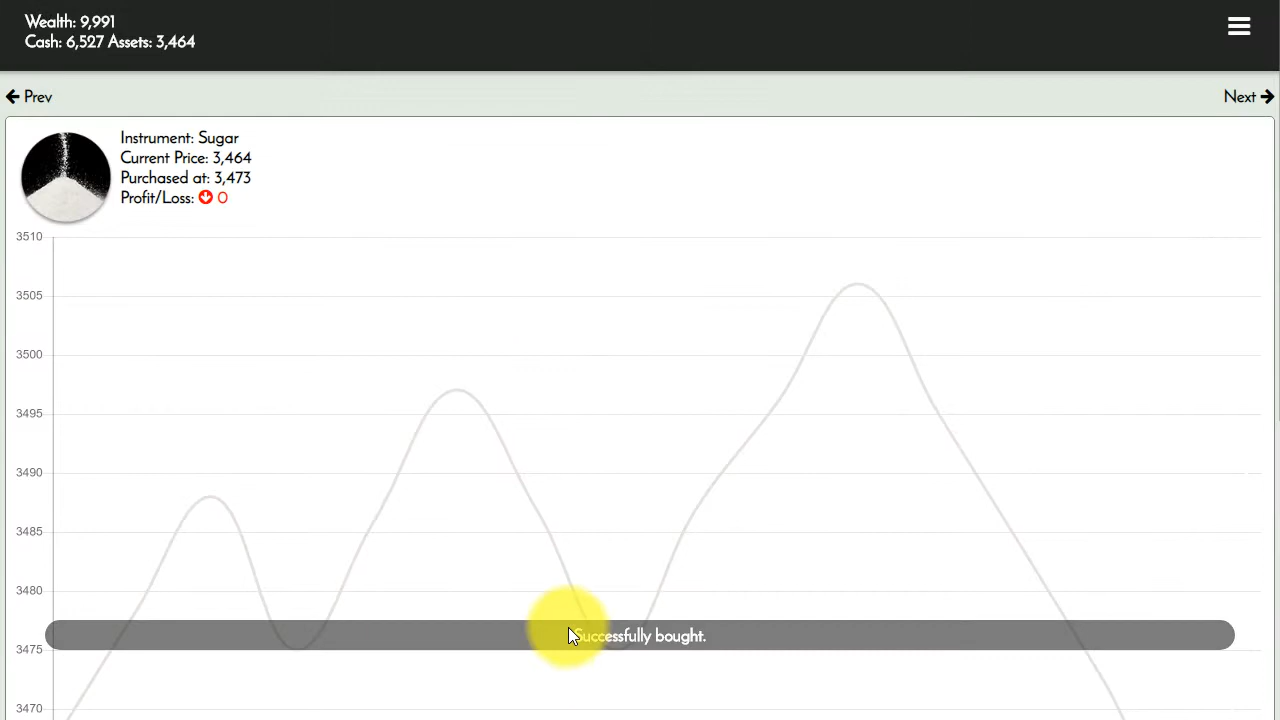 Wealth: 9,991
Cash: 6,527 Assets: 3,464
Prev
Next
Instrument: Sugar
Current Price: 3,464
Purchased at: 3,473
Profit/Loss: 0
3510
3505
3500
3495
3490
3485
3480
3475
3470
Successfully bought.